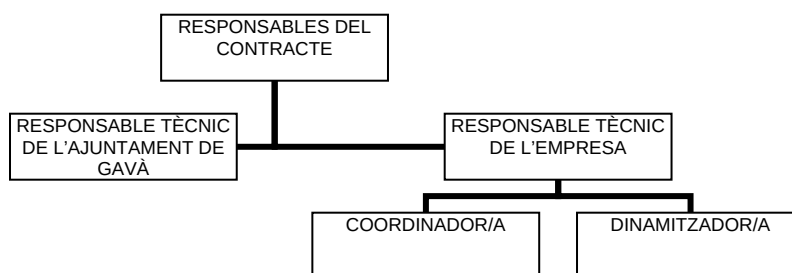 RESPONSABLES DEL
CONTRACTE
RESPONSABLE TÈCNIC
DE L'AJUNTAMENT DE
GAVÀ
RESPONSABLE TÈCNIC
DE L'EMPRESA
COORDINADOR/A
DINAMITZADOR/A